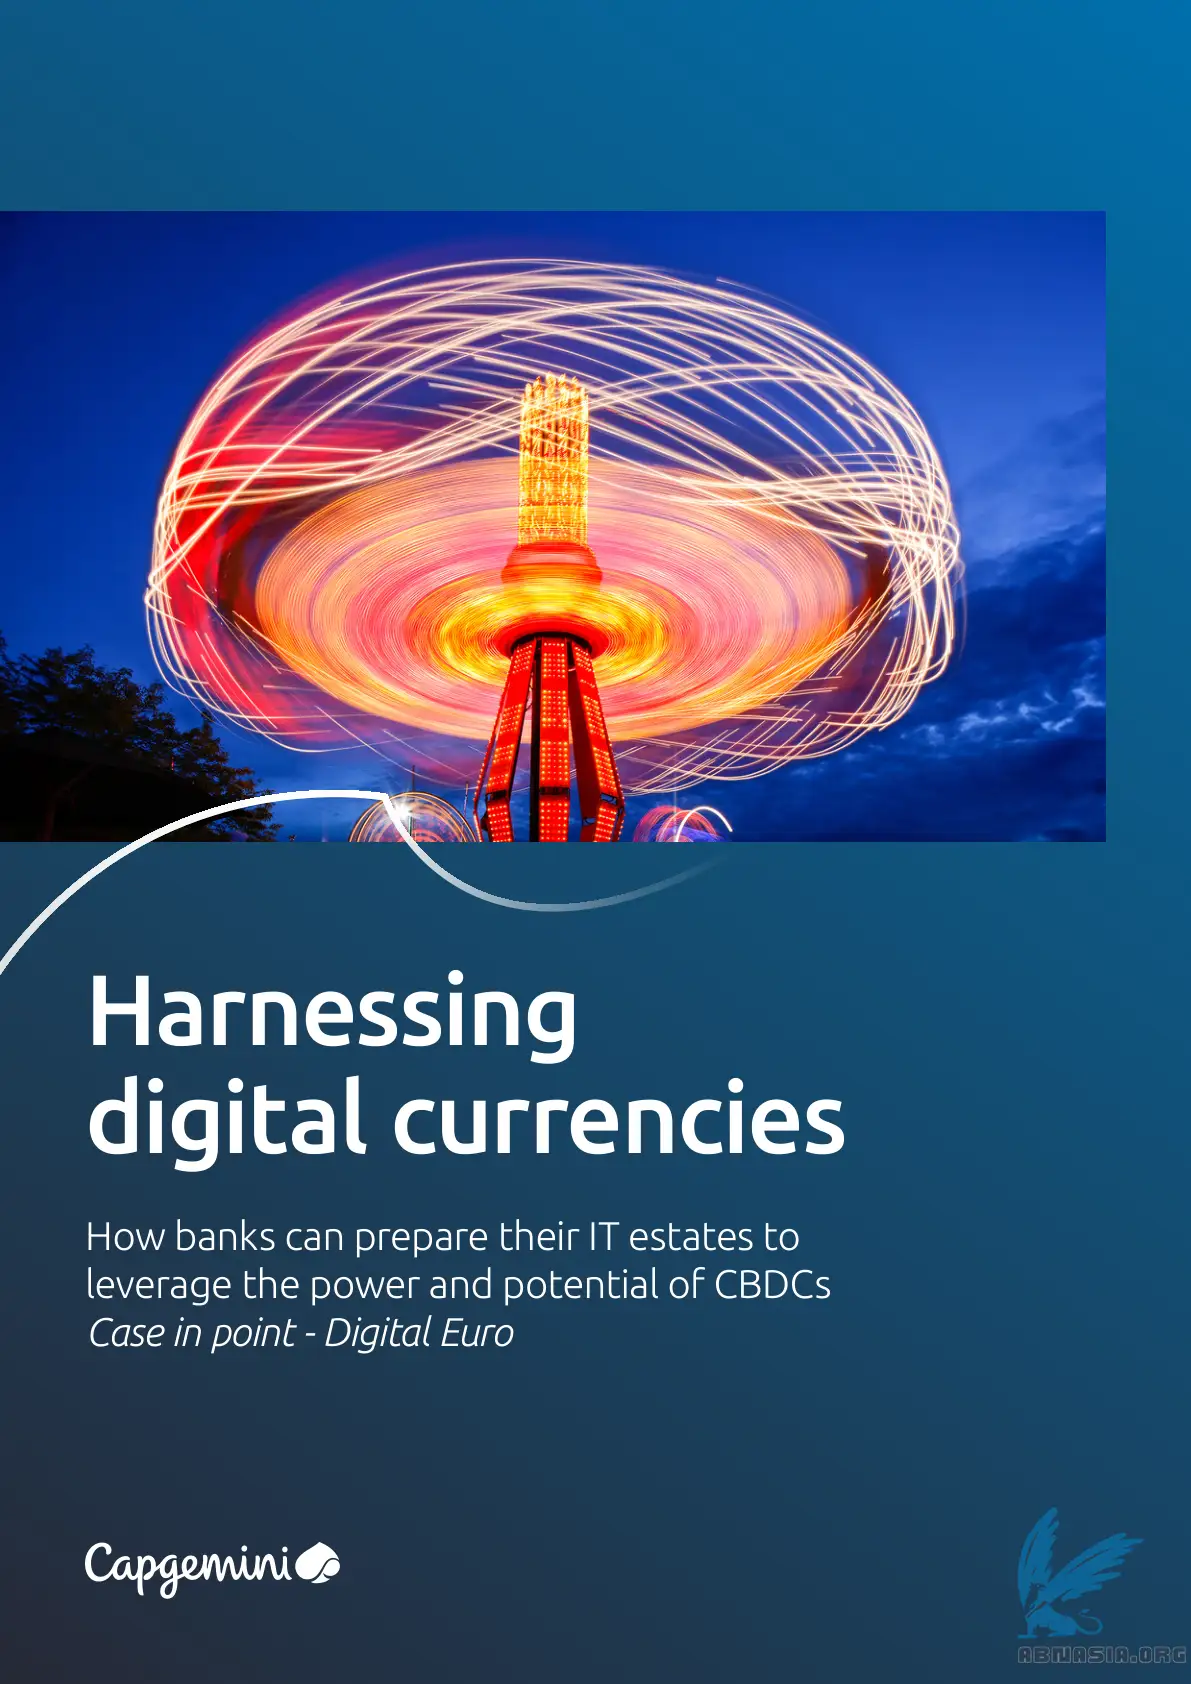 Harnessing
digital currencies
How banks can prepare their IT estates to
leverage the power and potential of CBDCs
Case in point - Digital Euro
Capgemini
ABNASIA.ORG